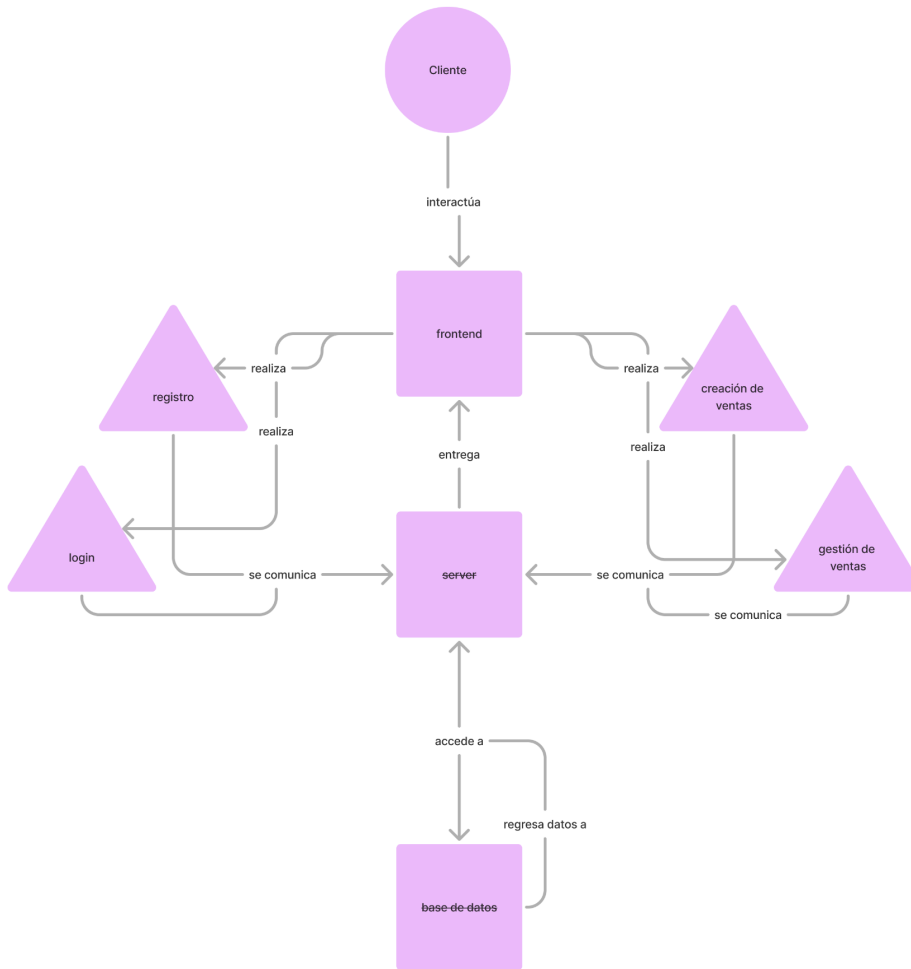 Cliente
interactúa
frontend
realiza
realiza
registro
creación de
ventas
realiza
realiza
entrega
login
gestión de
ventas
se comunica
server
se comunica
se comunica
accede a
regresa datos a
base de datos